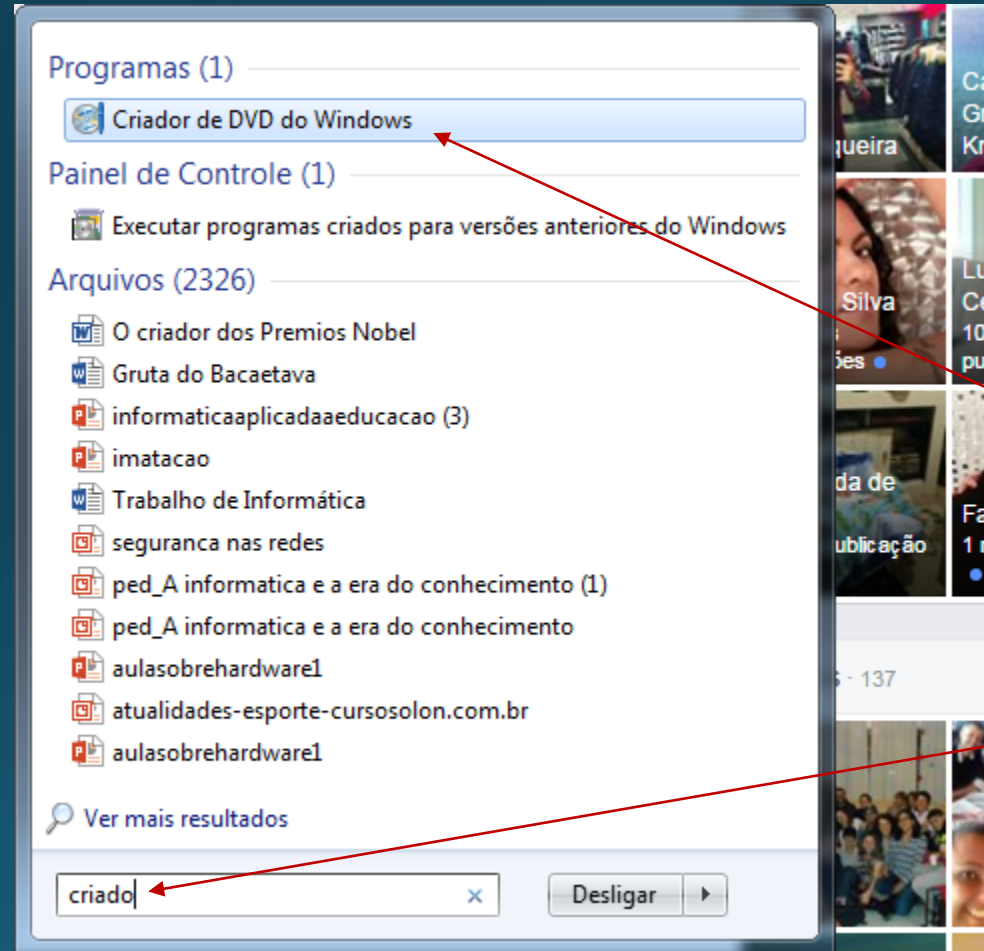 Programas (1)
Criador de DVD do Windows
Painel de Controle (1)
Executar programas criados para versões anteriores do Windows
Arquivos (2326)
O criador dos Premios Nobel
Gruta do Bacaetava
informaticaaplicadaaeducacao (3)
imatacao
Trabalho de Informática
seguranca nas redes
ped_A informatica e a era do conhecimento (1)
ped_A informatica e a era do conhecimento
aulasobrehardware1
atualidades-esporte-cursosolon.com.br
aulasobrehardware1
Ver mais resultados
criado
Desligar
Silva
da de
· 137